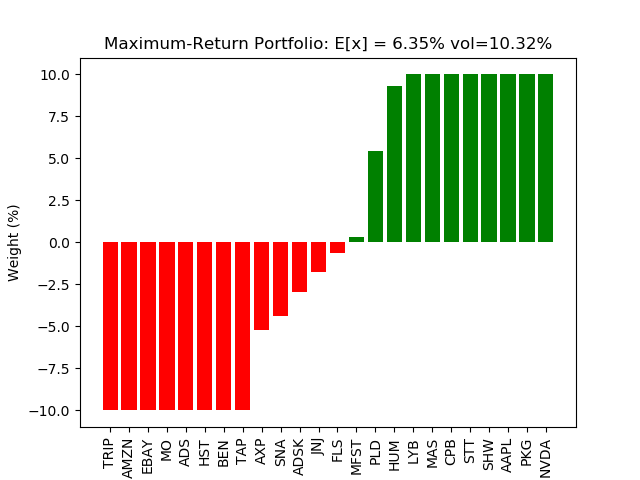 Maximum-Return Portfolio: E[x] = 6.35% vol=10.32%
Weight (%)
10.0
7.5
5.0
2.5
0.0
−2.5
−5.0
−7.5
−10.0
TRIP
AMZN
EBAY
MO
ADS
HST
BEN
TAP
AXP
SNA
ADSK
JNJ
FLS
MFST
PLD
HUM
LYB
MAS
CPB
STT
SHW
AAPL
PKG
NVDA